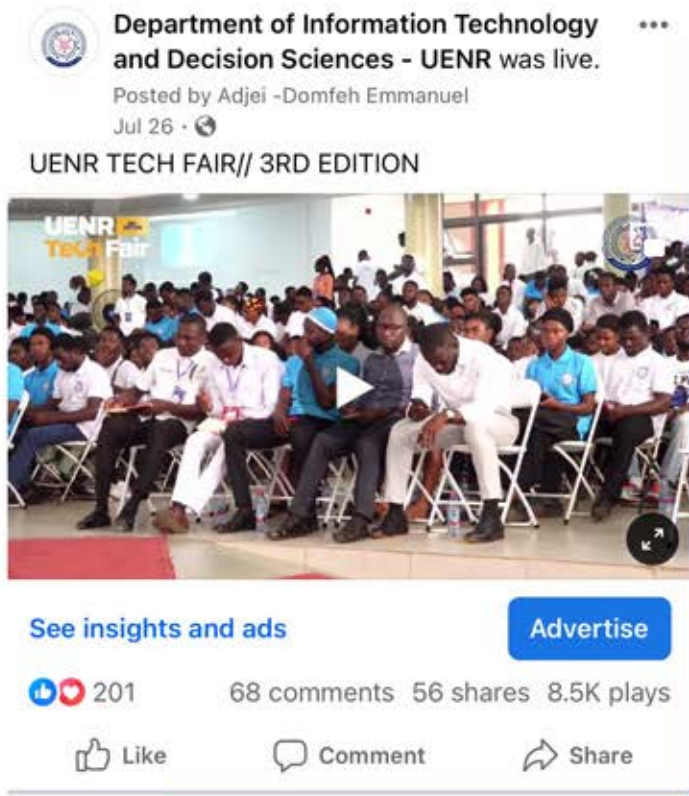 Department of Information Technology
and Decision Sciences - UENR was live.
Posted by Adjei -Domfeh Emmanuel
Jul 26 ·
UENR TECH FAIR// 3RD EDITION
UENR
Tech Fair
See insights and ads
Advertise
201 68 comments 56 shares 8.5K plays
Like Comment Share